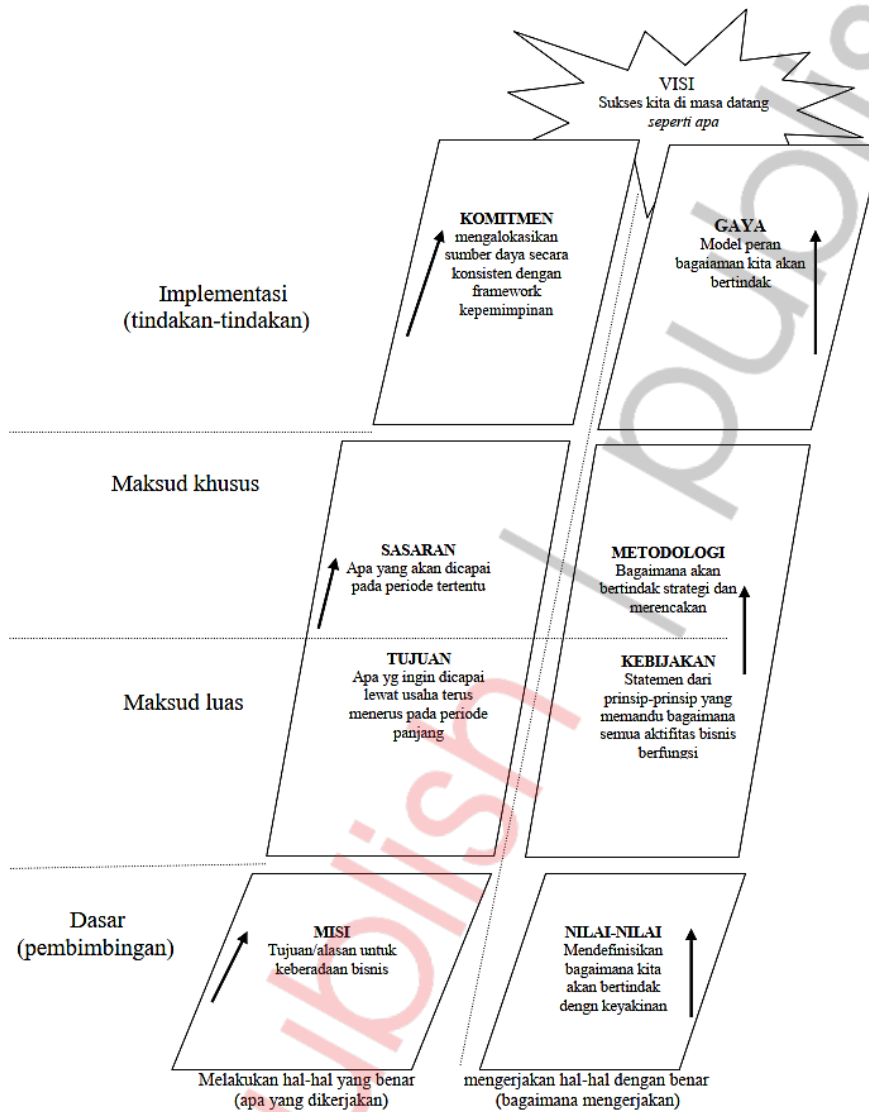 VISI
Sukses kita di masa datang
seperti apa
KOMITMEN
mengalokasikan
sumber daya secara
konsisten dengan
framework
kepemimpinan
GAYA
Model peran
bagaiaman kita akan
bertindak
Implementasi
(tindakan-tindakan)
Maksud khusus
SASARAN
Apa yang akan dicapai
pada periode tertentu
METODOLOGI
Bagaimana akan
bertindak strategi dan
merencakan
Maksud luas
TUJUAN
Apa yg ingin dicapai
lewat usaha terus
menerus pada periode
panjang
KEBIJAKAN
Statemen dari
prinsip-prinsip yang
memandu bagaimana
semua aktifitas bisnis
berfungsi
Dasar
(pembimbingan)
MISI
Tujuan/alasan untuk
keberadaan bisnis
NILAI-NILAI
Mendefinisikan
bagaimana kita
akan bertindak
dengn keyakinan
Melakukan hal-hal yang benar
(apa yang dikerjakan)
mengerjakan hal-hal dengan benar
(bagaimana mengerjakan)
ublish | publis